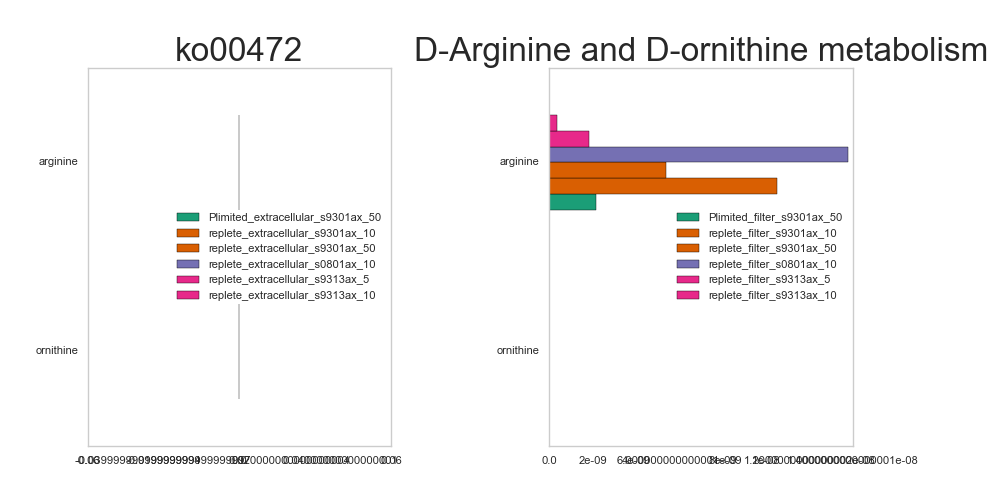 ko00472
D-Arginine and D-ornithine metabolism
arginine
ornithine
Plimited_extracellular_s9301ax_50
replete_extracellular_s9301ax_10
replete_extracellular_s9301ax_50
replete_extracellular_s0801ax_10
replete_extracellular_s9313ax_5
replete_extracellular_s9313ax_10
arginine
ornithine
Plimited_filter_s9301ax_50
replete_filter_s9301ax_10
replete_filter_s9301ax_50
replete_filter_s0801ax_10
replete_filter_s9313ax_5
replete_filter_s9313ax_10
0.0
2e-09